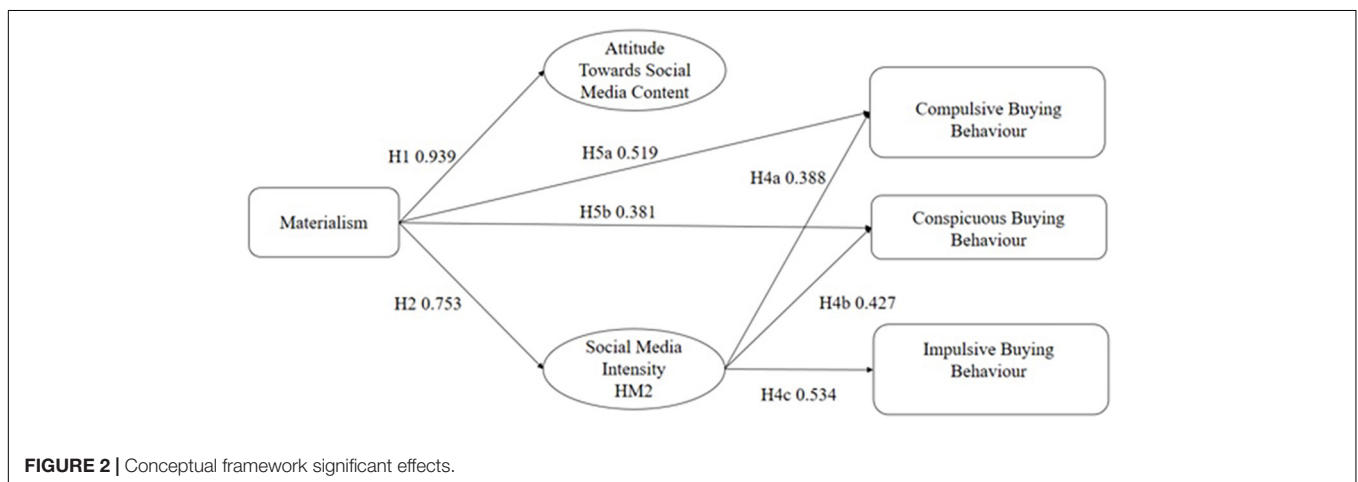 Attitude
Towards Social
Media Content
Compulsive Buying
Behaviour
H1 0.939
H5a 0.519
H4a 0.388
Materialism
H5b 0.381
Conspicuous Buying
Behaviour
H2 0.753
H4b 0.427
Social Media
Intensity
HM2
Impulsive Buying
Behaviour
H4c 0.534
FIGURE 2 | Conceptual framework significant effects.